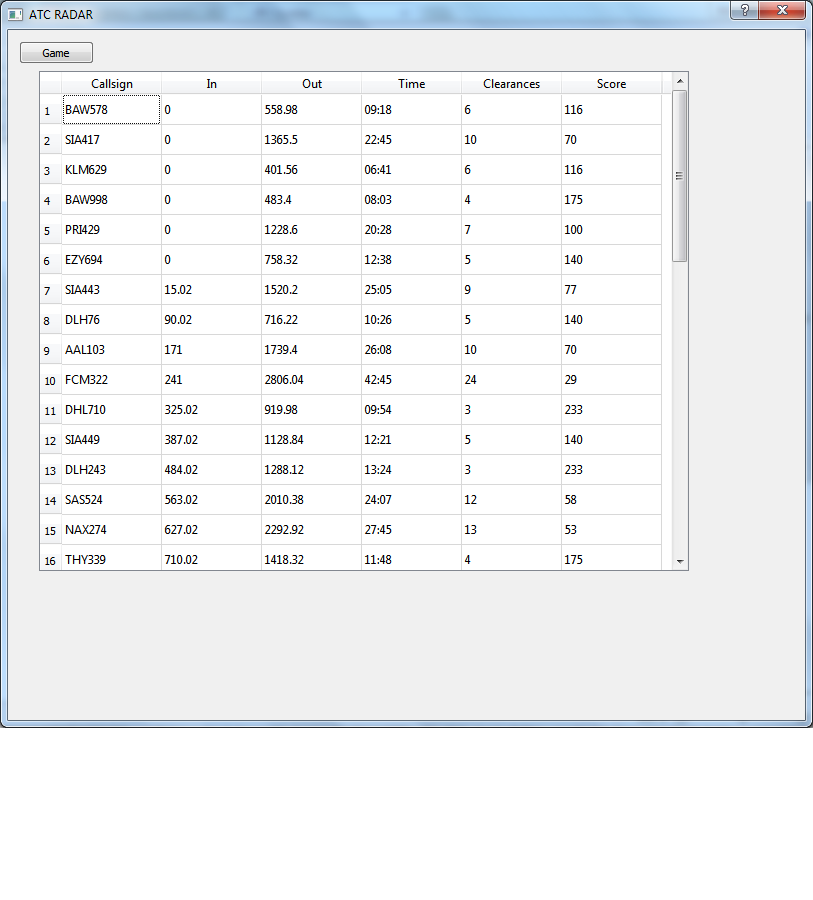 ATC RADAR
Game
Callsign In Out Time Clearances Score
1 BAW578 0 558.98 09:18 6 116
2 SIA417 0 1365.5 22:45 10 70
3 KLM629 0 401.56 06:41 6 116
4 BAW998 0 483.4 08:03 4 175
5 PRI429 0 1228.6 20:28 7 100
6 EZY694 0 758.32 12:38 5 140
7 SIA443 15.02 1520.2 25:05 9 77
8 DLH76 90.02 716.22 10:26 5 140
9 AAL103 171 1739.4 26:08 10 70
10 FCM322 241 2806.04 42:45 24 29
11 DHL710 325.02 919.98 09:54 3 233
12 SIA449 387.02 1128.84 12:21 5 140
13 DLH243 484.02 1288.12 13:24 3 233
14 SAS524 563.02 2010.38 24:07 12 58
15 NAX274 627.02 2292.92 27:45 13 53
16 THY339 710.02 1418.32 11:48 4 175